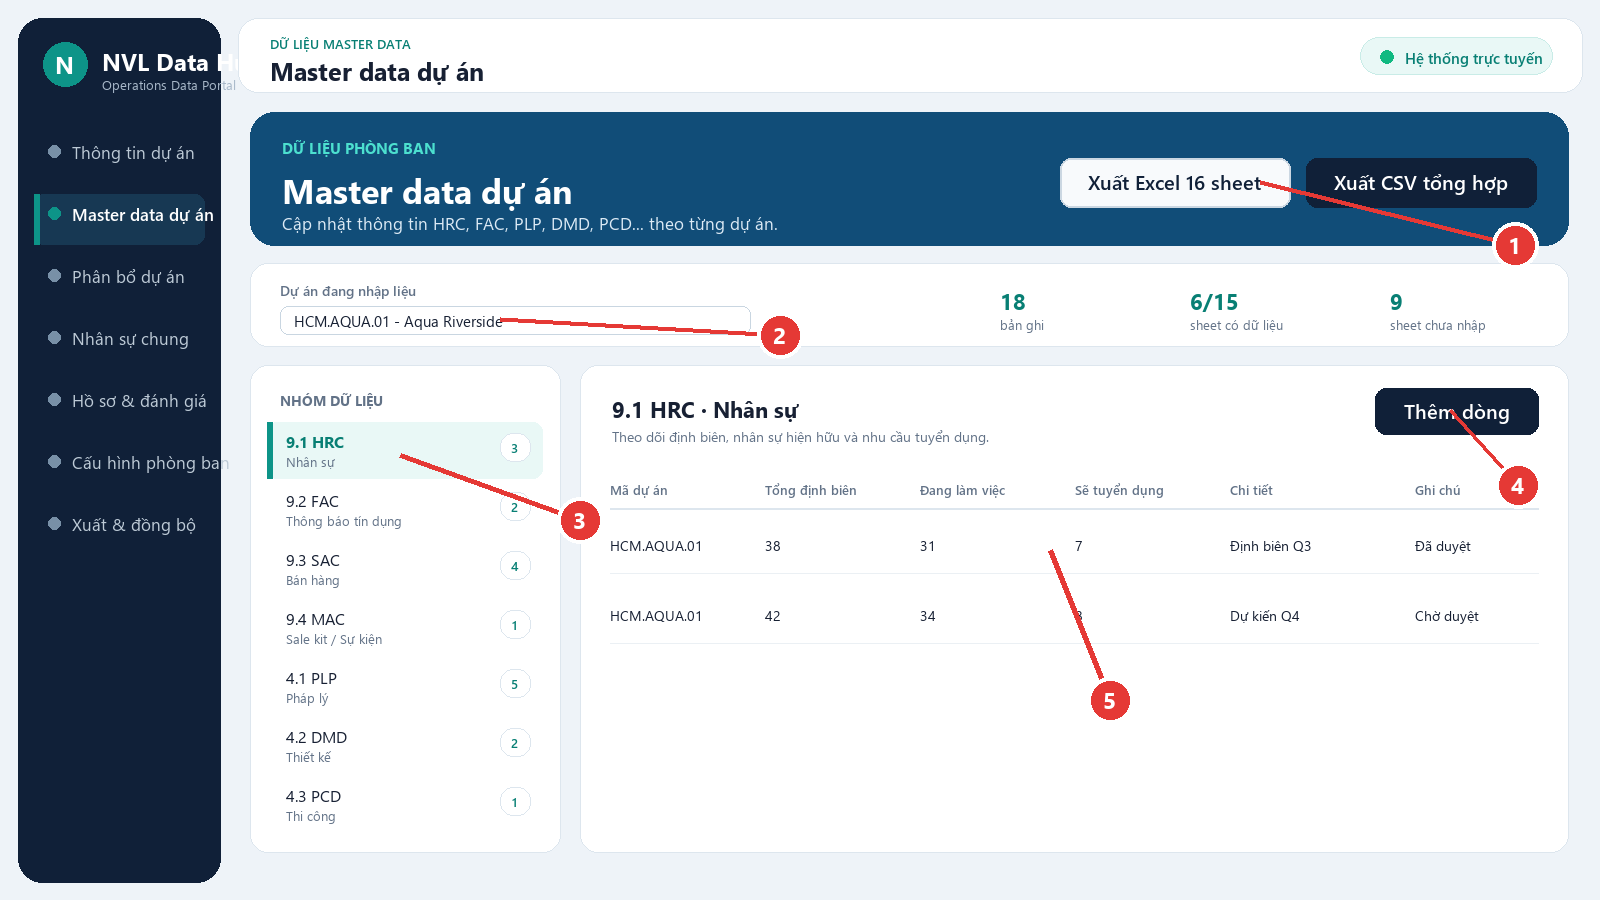 N
NVL Data H
Operations Data Portal
Thông tin dự án
Master data dự án
Phân bổ dự án
Nhân sự chung
Hồ sơ & đánh giá
Cấu hình phòng ban
Xuất & đồng bộ
DỮ LIỆU MASTER DATA
Master data dự án
Hệ thống trực tuyến
DỮ LIỆU PHÒNG BAN
Master data dự án
Cập nhật thông tin HRC, FAC, PLP, DMD, PCD... theo từng dự án.
Xuất Excel 16 sheet
Xuất CSV tổng hợp
1
Dự án đang nhập liệu
HCM.AQUA.01 - Aqua Riverside
2
18
bản ghi
6/15
sheet có dữ liệu
9
sheet chưa nhập
NHÓM DỮ LIỆU
9.1 HRC
Nhân sự
3
9.2 FAC
Thông báo tín dụng
2
3
9.3 SAC
Bán hàng
4
9.4 MAC
Sale kit / Sự kiện
1
4.1 PLP
Pháp lý
5
4.2 DMD
Thiết kế
2
4.3 PCD
Thi công
1
9.1 HRC · Nhân sự
Theo dõi định biên, nhân sự hiện hữu và nhu cầu tuyển dụng.
Thêm dòng
4
Mã dự án Tổng định biên Đang làm việc Sẽ tuyển dụng Chi tiết Ghi chú
HCM.AQUA.01 38 31 7 Định biên Q3 Đã duyệt
HCM.AQUA.01 42 34 Dự kiến Q4 Chờ duyệt
5